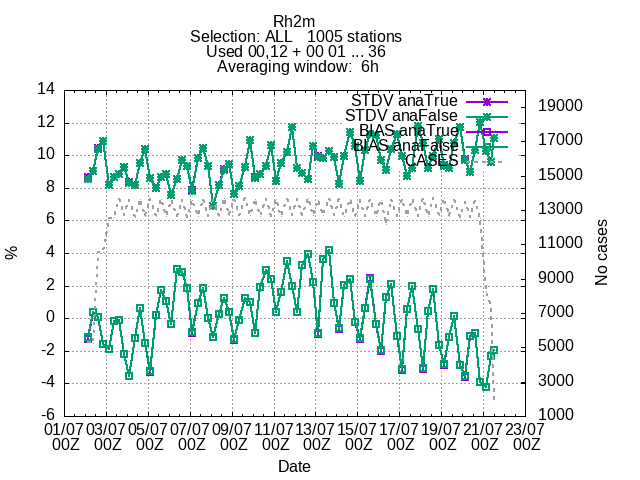 Rh2m
Selection: ALL   1005 stations
Used 00,12 + 00 01 ... 36
Averaging window:  6h
STDV anaTrue
STDV anaFalse
BIAS anaTrue
BIAS anaFalse
CASES
%
14
12
10
8
6
4
2
0
-2
-4
-6
No cases
19000
17000
15000
13000
11000
9000
7000
5000
3000
1000
01/07 03/07 05/07 07/07 09/07 11/07 13/07 15/07 17/07 19/07 21/07 23/07
00Z 00Z 00Z 00Z 00Z 00Z 00Z 00Z 00Z 00Z 00Z 00Z
Date